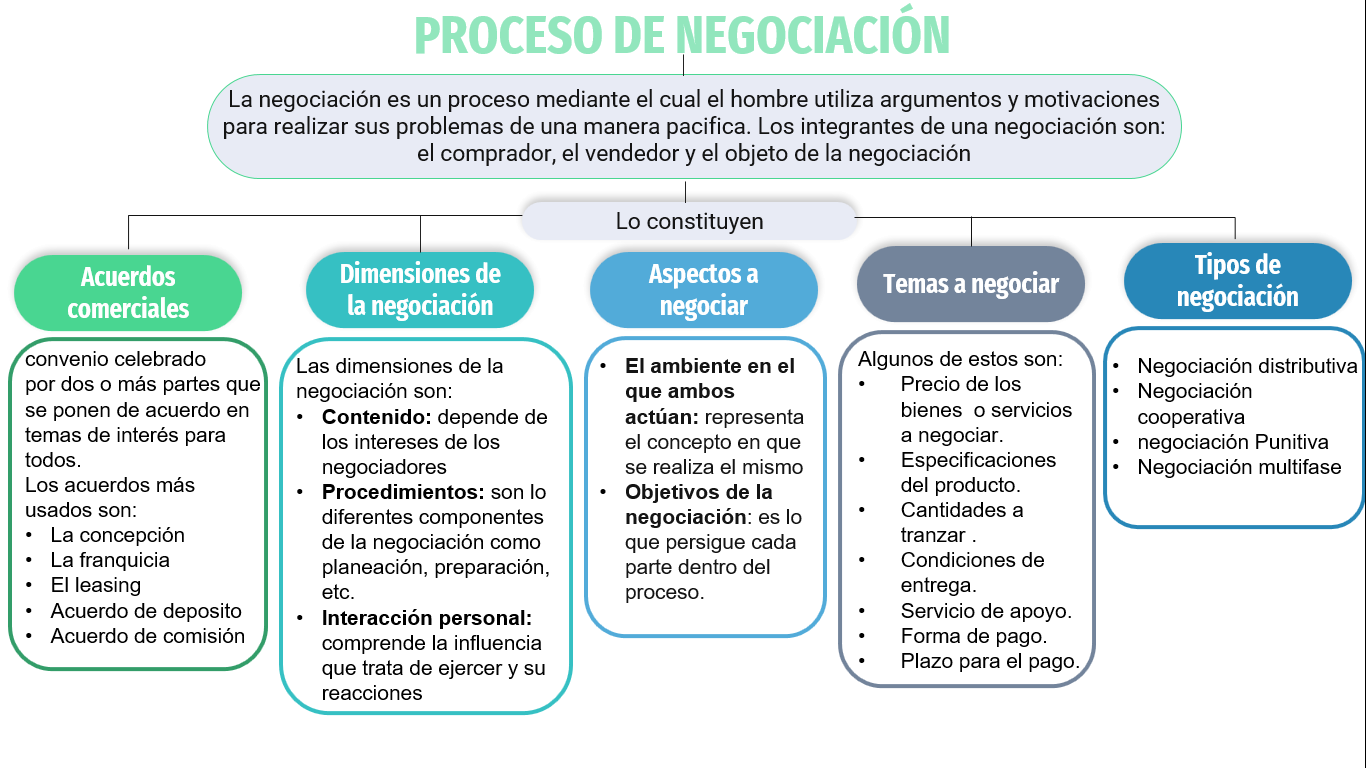 PROCESO DE NEGOCIACIÓN
La negociación es un proceso mediante el cual el hombre utiliza argumentos y motivaciones
para realizar sus problemas de una manera pacifica. Los integrantes de una negociación son:
el comprador, el vendedor y el objeto de la negociación
Lo constituyen
Acuerdos
comerciales
convenio celebrado
por dos o más partes que
se ponen de acuerdo en
temas de interés para
todos.
Los acuerdos más
usados son:
• La concepción
• La franquicia
• El leasing
• Acuerdo de deposito
• Acuerdo de comisión
Dimensiones de
la negociación
Las dimensiones de la
negociación son:
• Contenido: depende de
los intereses de los
negociadores
• Procedimientos: son lo
diferentes componentes
de la negociación como
planeación, preparación,
etc.
• Interacción personal:
comprende la influencia
que trata de ejercer y su
reacciones
Aspectos a
negociar
• El ambiente en el
que ambos
actúan: representa
el concepto en que
se realiza el mismo
• Objetivos de la
negociación: es lo
que persigue cada
parte dentro del
proceso.
Temas a negociar
Algunos de estos son:
• Precio de los
bienes o servicios
a negociar.
• Especificaciones
del producto.
• Cantidades a
tranzar .
• Condiciones de
entrega.
• Servicio de apoyo.
• Forma de pago.
• Plazo para el pago.
Tipos de
negociación
• Negociación distributiva
• Negociación
cooperativa
• negociación Punitiva
• Negociación multifase